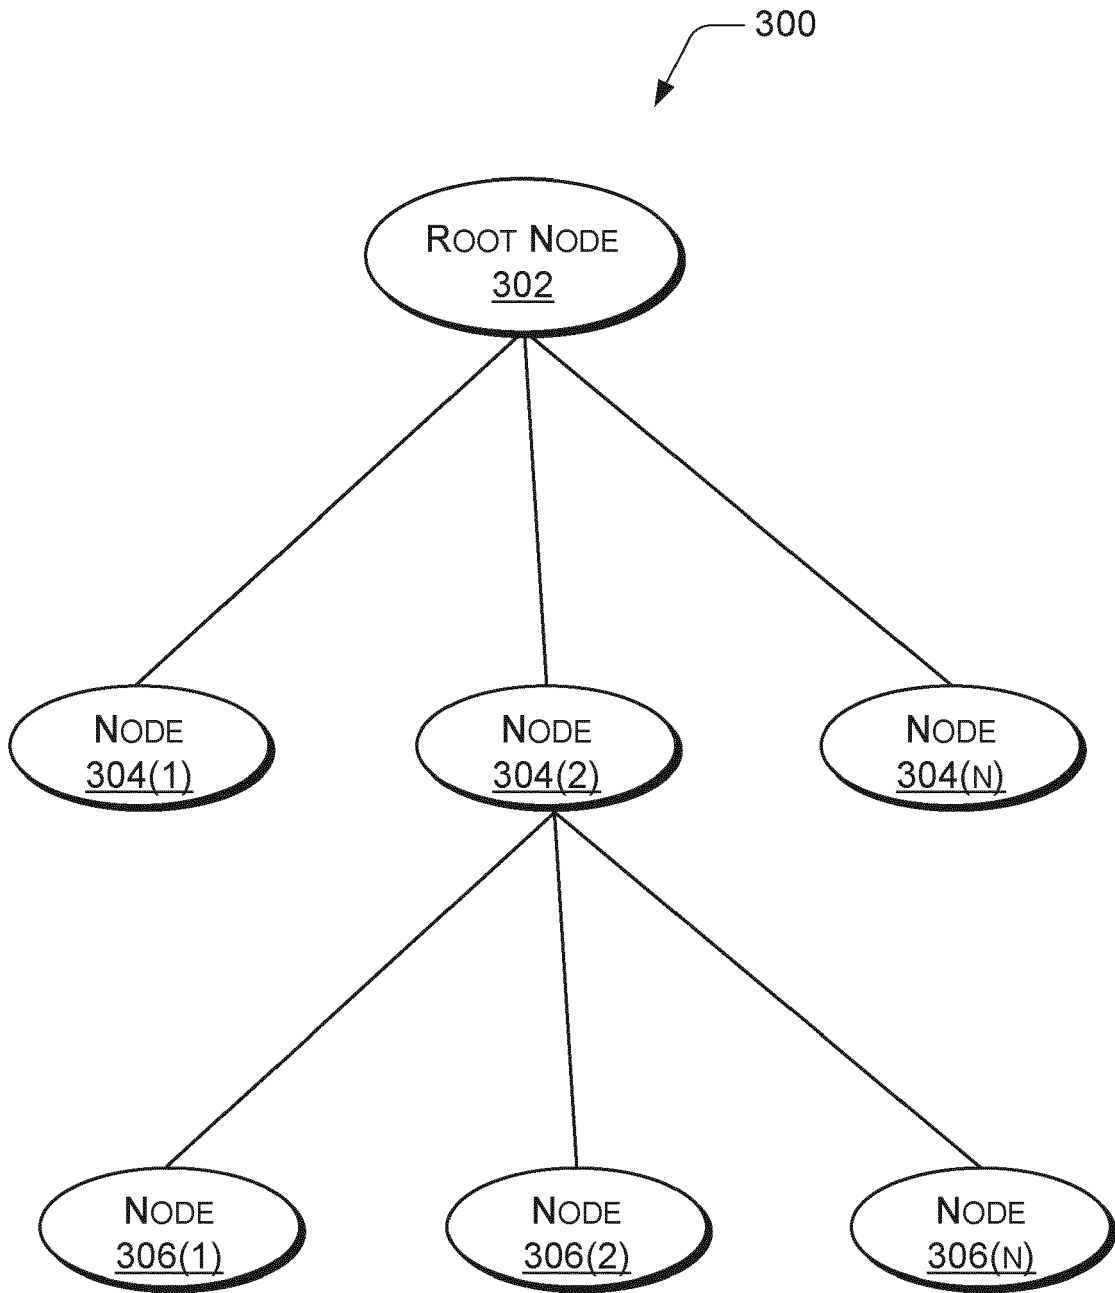 300
ROOT NODE
302
NODE
304(1)
NODE
304(2)
NODE
304(N)
NODE
306(1)
NODE
306(2)
NODE
306(N)